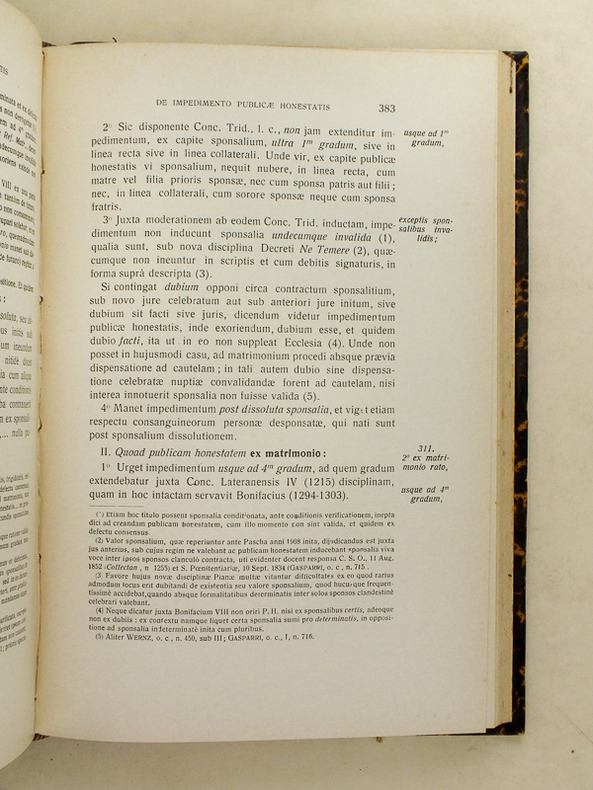 DE IMPEDIMENTO PUBLICÆ HONESTATIS 383
2º Sic disponente Conc. Trid., l. c., non jam extenditur im-
pedimentum, ex capite sponsalium, ultra 1m gradum, sive in
linea recta sive in linea collaterali. Unde vir, ex capite publicæ
honestatis vi sponsalium, nequit nubere, in linea recta, cum
matre vel filia prioris sponsæ, nec cum sponsa patris aut filii ;
nec, in linea collaterali, cum sorore sponsæ neque cum sponsa
fratris.
usque ad 1m
gradum,
3º Juxta moderationem ab eodem Conc. Trid. inductam, impe-
dimentum non inducunt sponsalia undecumque invalida (1),
qualia sunt, sub nova disciplina Decreti Ne Temere (2), quæ-
cumque non ineuntur in scriptis et cum debitis signaturis, in
forma suprà descripta (3).
exceptis spon-
salibus inva-
lidis ;
Si contingat dubium opponi circa contractum sponsalitium,
sub novo jure celebratum aut sub anteriori jure initum, sive
dubium sit facti sive juris, dicendum videtur impedimentum
publicæ honestatis, inde exoriendum, dubium esse, et quidem
dubio facti, ita ut in eo non suppleat Ecclesia (4). Unde non
posset in hujusmodi casu, ad matrimonium procedi absque prævia
dispensatione ad cautelam ; in tali autem dubio sine dispensa-
tione celebratæ nuptiæ convalidandæ forent ad cautelam, nisi
interea innotuerit sponsalia non fuisse valida (5).
4º Manet impedimentum post dissoluta sponsalia, et viget etiam
respectu consanguineorum personæ desponsatæ, qui nati sunt
post sponsalium dissolutionem.
II. Quoad publicam honestatem ex matrimonio :
1º Urget impedimentum usque ad 4m gradum, ad quem gradum
extendebatur juxta Conc. Lateranensis IV (1215) disciplinam,
quam in hoc intactam servavit Bonifacius (1294-1303).
311.
2º ex matri-
monio rato,
usque ad 4m
gradum,
(1) Etiam hoc titulo possent sponsalia conditionata, ante conditionis verificationem, inepta
dici ad creandam publicam honestatem, cum illo momento non sint valida, et quidem ex
defectu consensus.
(2) Valor sponsalium, quæ reperiuntur ante Pascha anni 1908 inita, dijudicandus est juxta
jus anterius, sub cujus regim ne valebant ac publicam honestatem inducebant sponsalia viva
voce inter ipsos sponsos clanculò contracta, uti evidenter docent responsa C. S. O., 11 Aug.
1852 (Collectan , n 1255) et S. Pœnitentiariæ, 10 Sept. 1834 (GASPARRI, o. c., n. 715 .
(3) Favore hujus novæ disciplinæ Pianæ multæ vitantur difficultates ex eo quod rarius
admodum locus erit dubitandi de existentia seu valore sponsalium, quod hucusque frequen-
tissimè accidebat, quando absque formalitatibus determinatis inter solos sponsos clandestinè
celebrari valebant.
(4) Neque dicatur juxta Bonifacium VIII non oriri P. H. nisi ex sponsalibus certis, adeoque
non ex dubiis : ex contextu namque liquet certa sponsalia sumi pro determinatis, in opposi-
tione ad sponsalia indeterminatè inita cum pluribus.
(5) Aliter WERNZ, o. c , n. 450, sub III ; GASPARRI, o. c., I, n. 716.